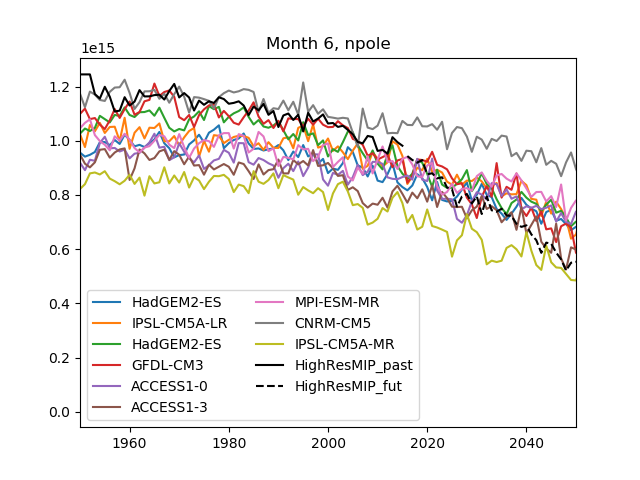 Month 6, npole
1e15
1.2
1.0
0.8
0.6
0.4
0.2
0.0
HadGEM2-ES
IPSL-CM5A-LR
HadGEM2-ES
GFDL-CM3
ACCESS1-0
ACCESS1-3
MPI-ESM-MR
CNRM-CM5
IPSL-CM5A-MR
HighResMIP_past
HighResMIP_fut
1960
1980
2000
2020
2040